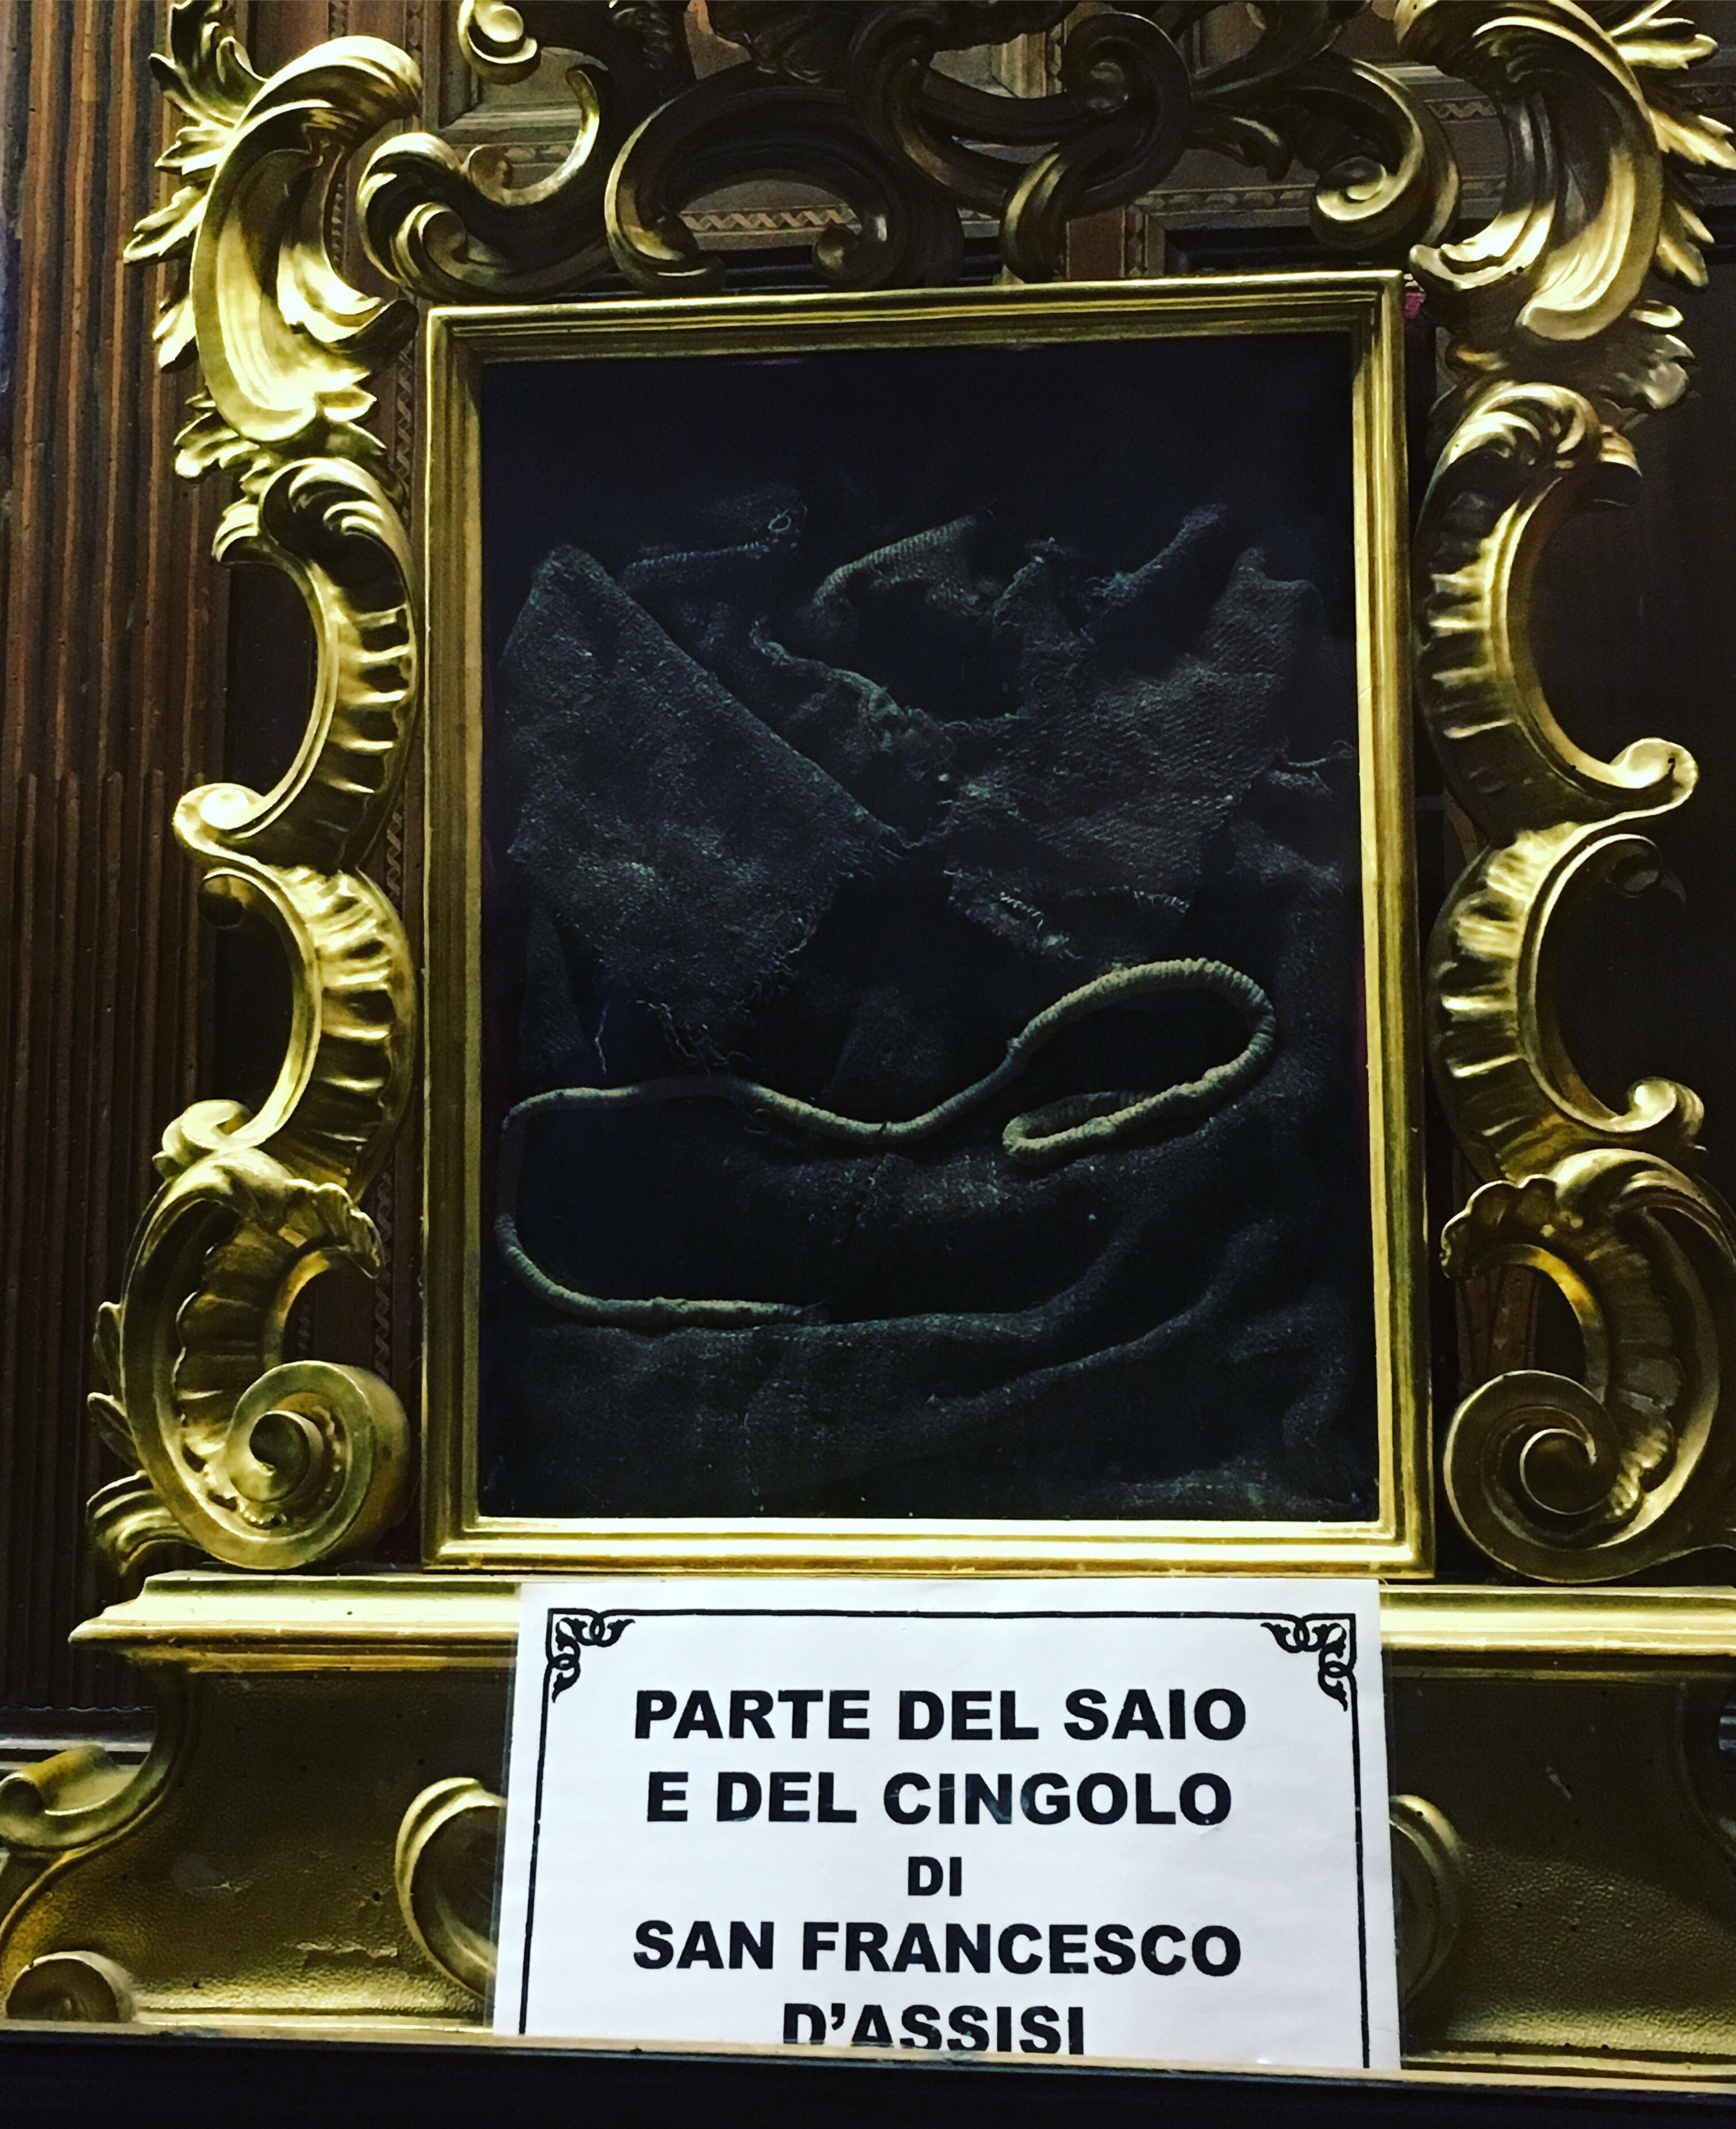 PARTE DEL SAIO
E DEL CINGOLO
DI
SAN FRANCESCO
D'ASSISI